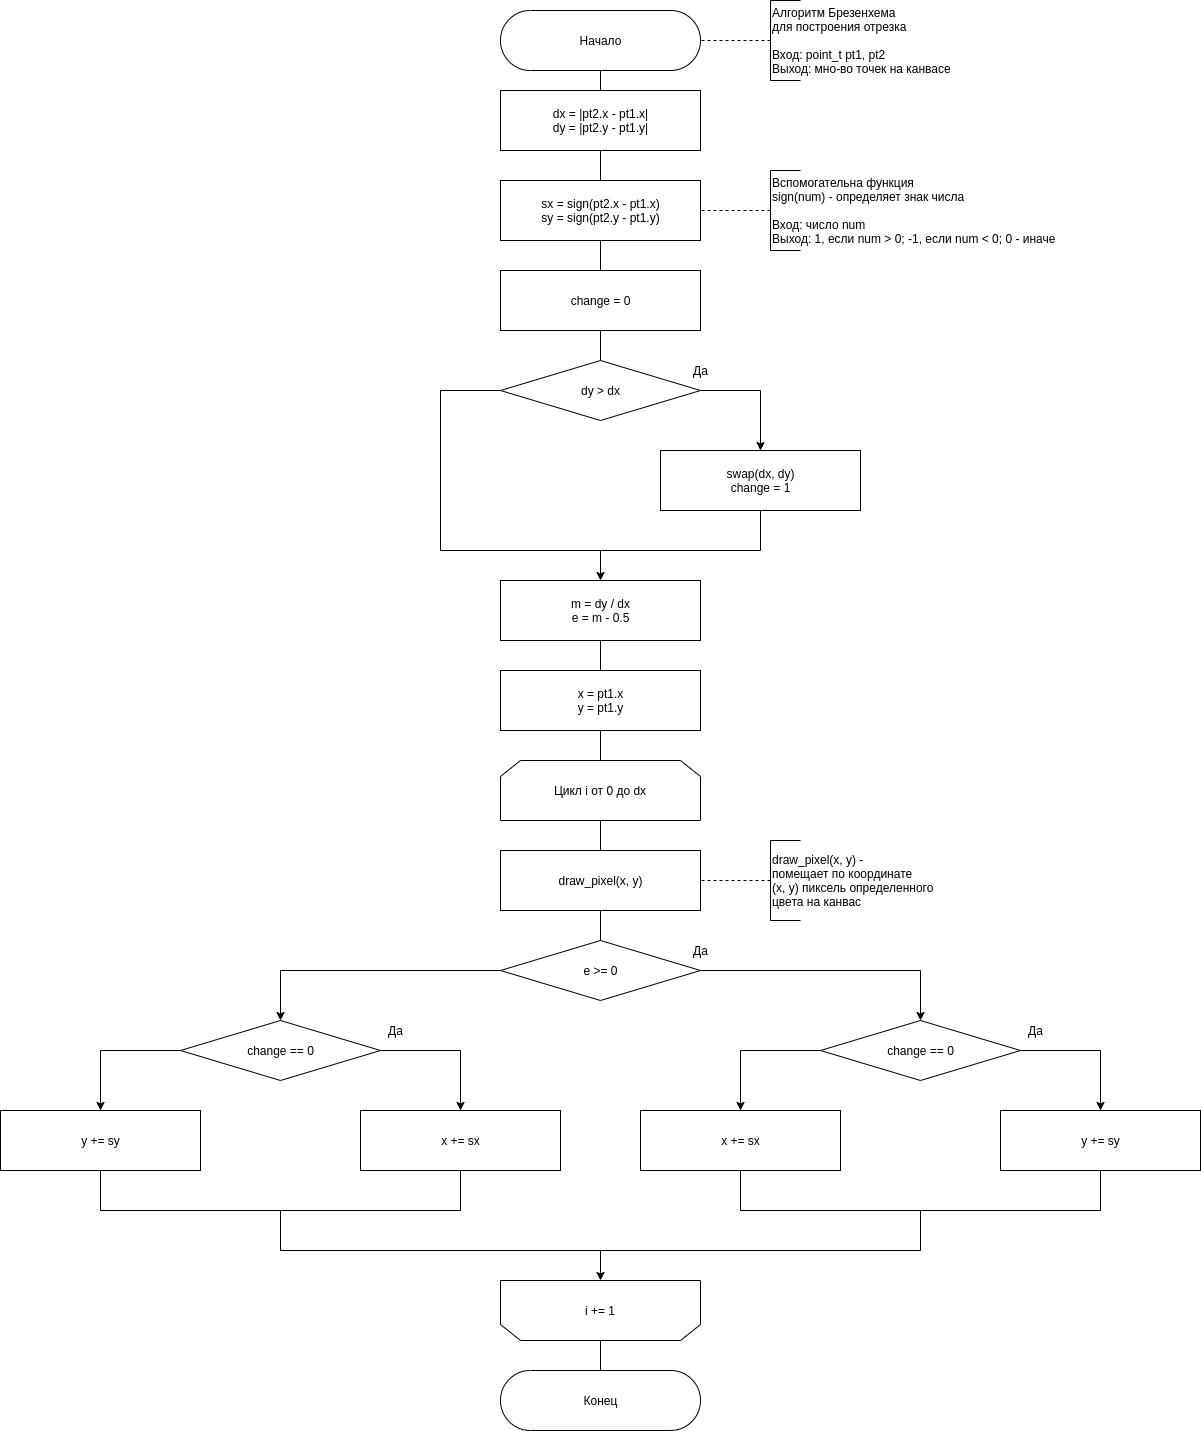 Начало
Алгоритм Брезенхема
для построения отрезка
Вход: point_t pt1, pt2
Выход: мно-во точек на канвасе
dx = |pt2.x - pt1.x|
dy = |pt2.y - pt1.y|
sx = sign(pt2.x - pt1.x)
sy = sign(pt2.y - pt1.y)
Вспомогательна функция
sign(num) - определяет знак числа
Вход: число num
Выход: 1, если num > 0; -1, если num < 0; 0 - иначе
change = 0
dy > dx
Да
swap(dx, dy)
change = 1
m = dy / dx
e = m - 0.5
x = pt1.x
y = pt1.y
Цикл i от 0 до dx
draw_pixel(x, y)
draw_pixel(x, y) -
помещает по координате
(x, y) пиксель определенного
цвета на канвас
e >= 0
Да
change == 0
Да
change == 0
Да
y += sy
x += sx
x += sx
y += sy
i += 1
Конец